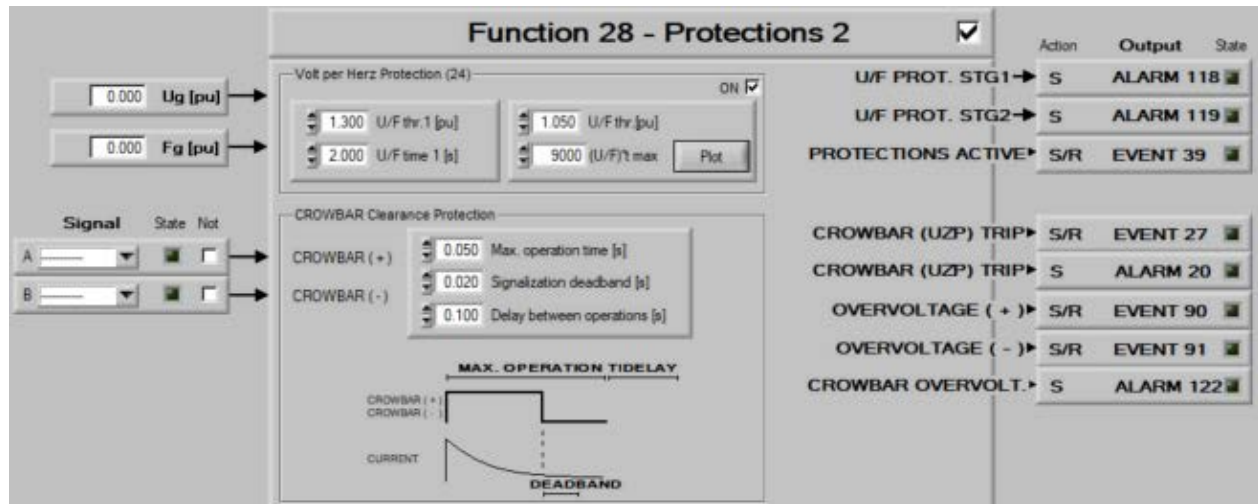 Function 28 - Protections 2
Action Output State
Volt per Herz Protection (24)
ON
0.000 Ug [pu]
0.000 Fg [pu]
1.300 U/F thr.1 [pu]
2.000 U/F time 1 [s]
1.050 U/F thr.[pu]
9000 (U/F)*t max
Plot
U/F PROT. STG1 S ALARM 118
U/F PROT. STG2 S ALARM 119
PROTECTIONS ACTIVE S/R EVENT 39
Signal State Not
A --------
B --------
CROWBAR Clearance Protection
CROWBAR ( + )
CROWBAR ( - )
0.050 Max. operation time [s]
0.020 Signalization deadband [s]
0.100 Delay between operations [s]
CROWBAR (UZP) TRIP S/R EVENT 27
CROWBAR (UZP) TRIP S ALARM 20
OVERVOLTAGE ( + ) S/R EVENT 90
OVERVOLTAGE ( - ) S/R EVENT 91
CROWBAR OVERVOLT. S ALARM 122
MAX. OPERATION TIDELAY
CROWBAR ( + )
CROWBAR ( - )
CURRENT
DEADBAND